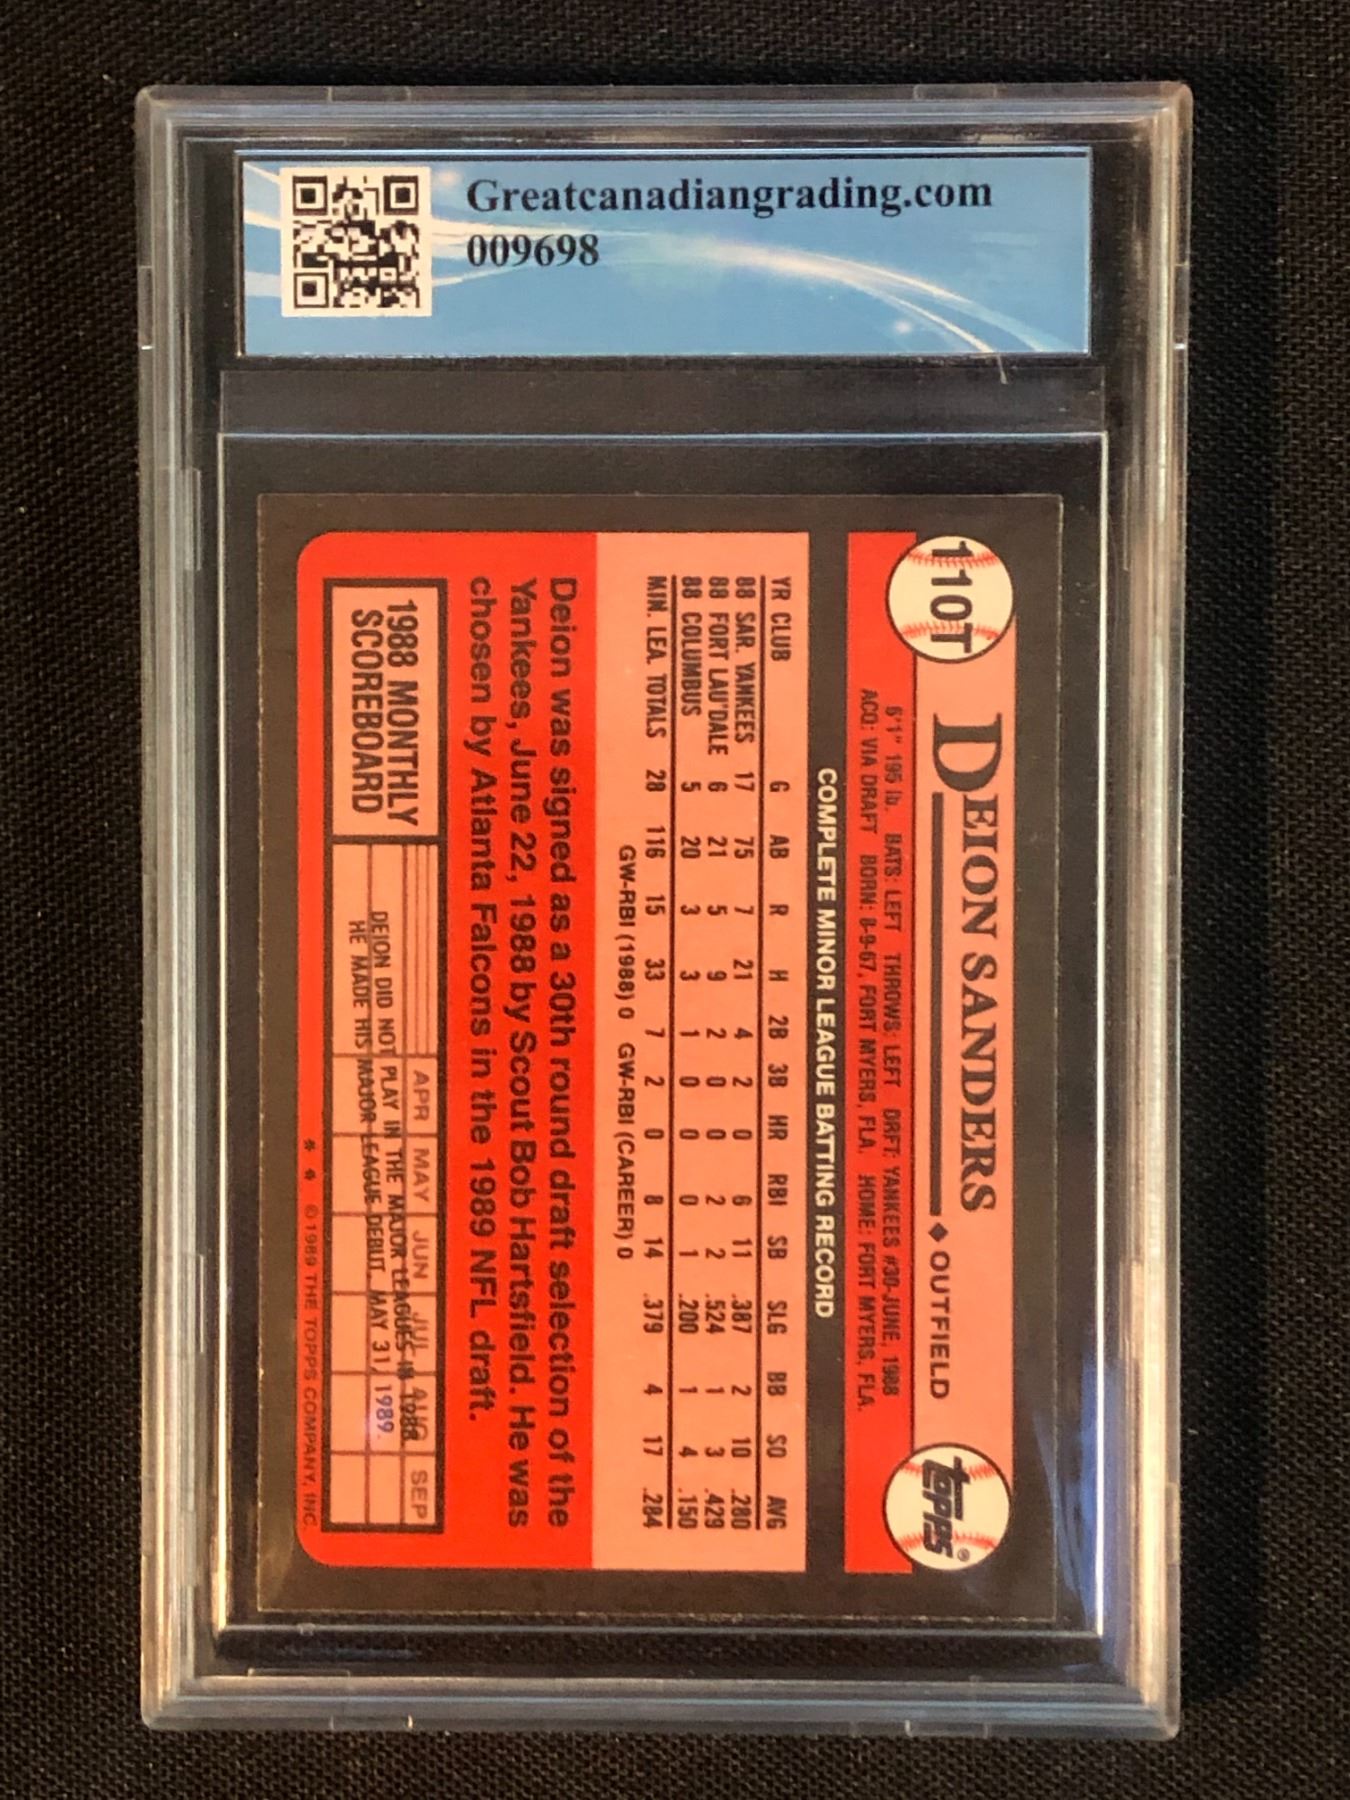 Greatcanadiangrading.com
009698
110T
DEION SANDERS ◆ OUTFIELD
topps®
6'1" 195 lb. BATS: LEFT THROWS: LEFT DRFT: YANKEES #30-JUNE, 1988
ACQ: VIA DRAFT BORN: 8-9-67, FORT MYERS, FLA. HOME: FORT MYERS, FLA.
COMPLETE MINOR LEAGUE BATTING RECORD
YR CLUB G AB R H 2B 3B HR RBI SB SLG BB SO AVG
88 SAR. YANKEES 17 75 7 21 4 2 0 6 11 .387 2 10 .280
88 FORT LAU'DALE 6 21 5 9 2 0 0 2 2 .524 1 3 .429
88 COLUMBUS 5 20 3 3 1 0 0 0 1 .200 1 4 .150
MIN. LEA. TOTALS 28 116 15 33 7 2 0 8 14 .379 4 17 .284
GW-RBI (1988) 0 GW-RBI (CAREER) 0
Deion was signed as a 30th round draft selection of the
Yankees, June 22, 1988 by Scout Bob Hartsfield. He was
chosen by Atlanta Falcons in the 1989 NFL draft.
1988 MONTHLY
SCOREBOARD
APR MAY JUN JUL AUG SEP
DEION DID NOT PLAY IN THE MAJOR LEAGUES IN 1988.
HE MADE HIS MAJOR LEAGUE DEBUT, MAY 31, 1989.
* * © 1989 THE TOPPS COMPANY, INC.